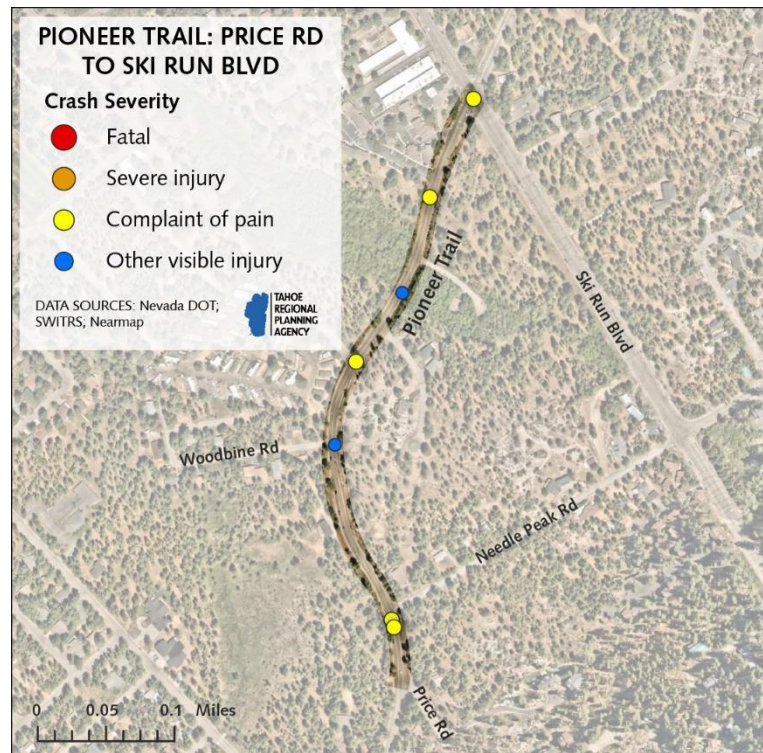 PIONEER TRAIL: PRICE RD
TO SKI RUN BLVD
Crash Severity
Fatal
Severe injury
Complaint of pain
Other visible injury
DATA SOURCES: Nevada DOT;
SWITRS; Nearmap
TAHOE
REGIONAL
PLANNING
AGENCY
Pioneer Trail
Ski Run Blvd
Woodbine Rd
Needle Peak Rd
Price Rd
0 0.05 0.1 Miles